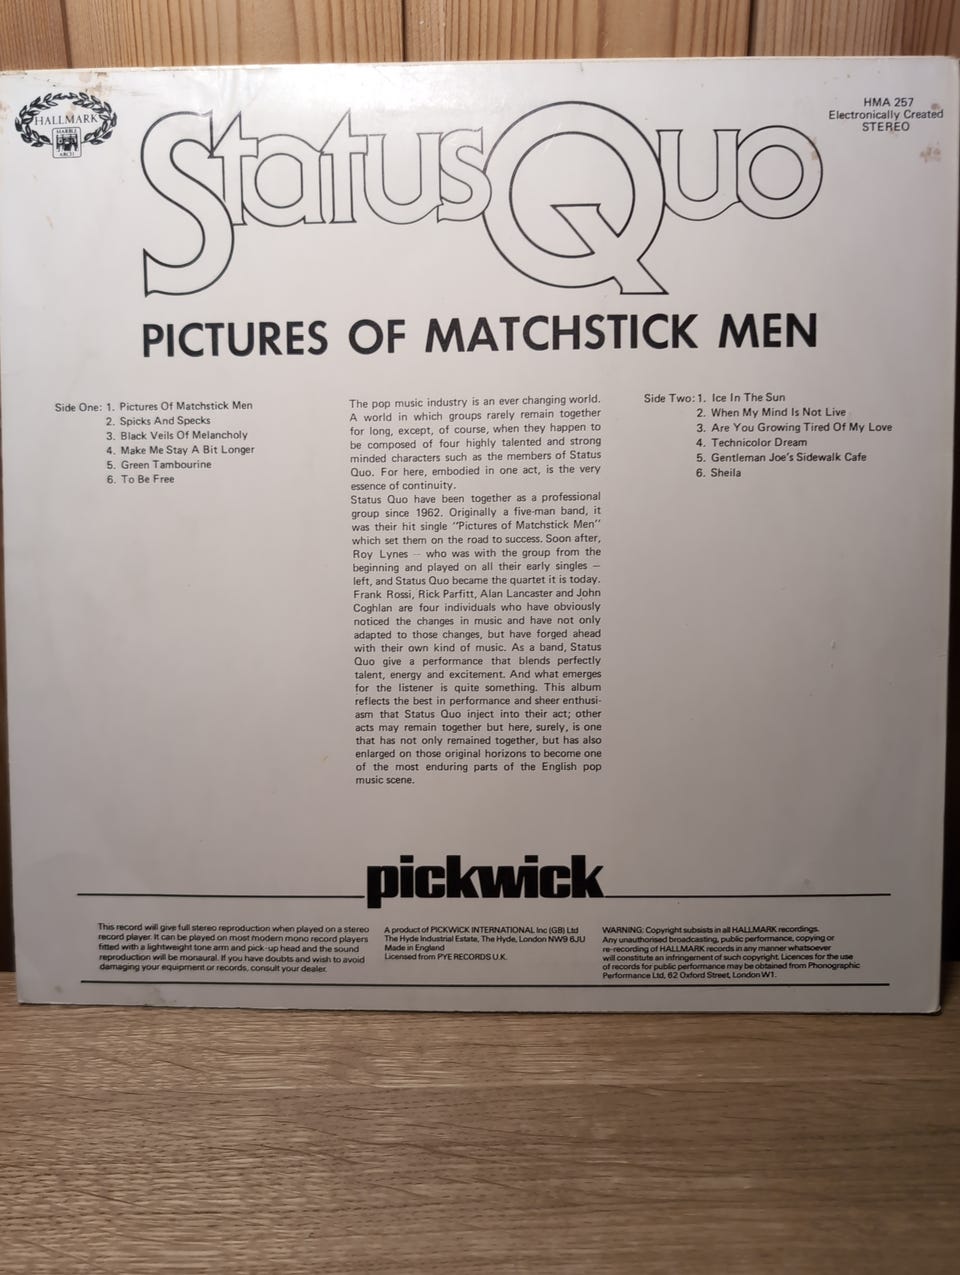 HALLMARK
MARBLE
ARCH
HMA 257
Electronically Created
STEREO
Status Quo
PICTURES OF MATCHSTICK MEN
Side One: 1. Pictures Of Matchstick Men
2. Spicks And Specks
3. Black Veils Of Melancholy
4. Make Me Stay A Bit Longer
5. Green Tambourine
6. To Be Free
The pop music industry is an ever changing world.
A world in which groups rarely remain together
for long, except, of course, when they happen to
be composed of four highly talented and strong
minded characters such as the members of Status
Quo. For here, embodied in one act, is the very
essence of continuity.
Status Quo have been together as a professional
group since 1962. Originally a five-man band, it
was their hit single "Pictures of Matchstick Men"
which set them on the road to success. Soon after,
Roy Lynes — who was with the group from the
beginning and played on all their early singles —
left, and Status Quo became the quartet it is today.
Frank Rossi, Rick Parfitt, Alan Lancaster and John
Coghlan are four individuals who have obviously
noticed the changes in music and have not only
adapted to those changes, but have forged ahead
with their own kind of music. As a band, Status
Quo give a performance that blends perfectly
talent, energy and excitement. And what emerges
for the listener is quite something. This album
reflects the best in performance and sheer enthusi-
asm that Status Quo inject into their act; other
acts may remain together but here, surely, is one
that has not only remained together, but has also
enlarged on those original horizons to become one
of the most enduring parts of the English pop
music scene.
Side Two: 1. Ice In The Sun
2. When My Mind Is Not Live
3. Are You Growing Tired Of My Love
4. Technicolor Dream
5. Gentleman Joe's Sidewalk Cafe
6. Sheila
pickwick
This record will give full stereo reproduction when played on a stereo
record player. It can be played on most modern mono record players
fitted with a lightweight tone arm and pick-up head and the sound
reproduction will be monaural. If you have doubts and wish to avoid
damaging your equipment or records, consult your dealer.
A product of PICKWICK INTERNATIONAL Inc (GB) Ltd
The Hyde Industrial Estate, The Hyde, London NW9 6JU
Made in England
Licensed from PYE RECORDS U.K.
WARNING: Copyright subsists in all HALLMARK recordings.
Any unauthorised broadcasting, public performance, copying or
re-recording of HALLMARK records in any manner whatsoever
will constitute an infringement of such copyright. Licences for the use
of records for public performance may be obtained from Phonographic
Performance Ltd, 62 Oxford Street, London W1.